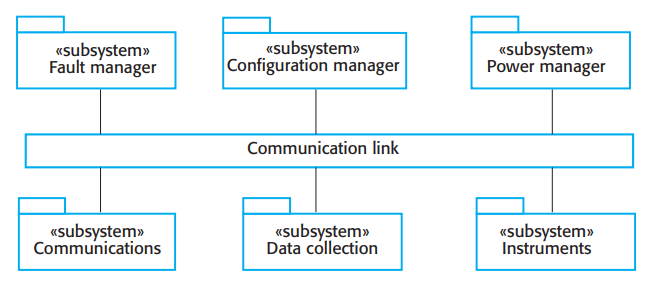 «subsystem»
Fault manager
«subsystem»
Configuration manager
«subsystem»
Power manager
Communication link
«subsystem»
Communications
«subsystem»
Data collection
«subsystem»
Instruments